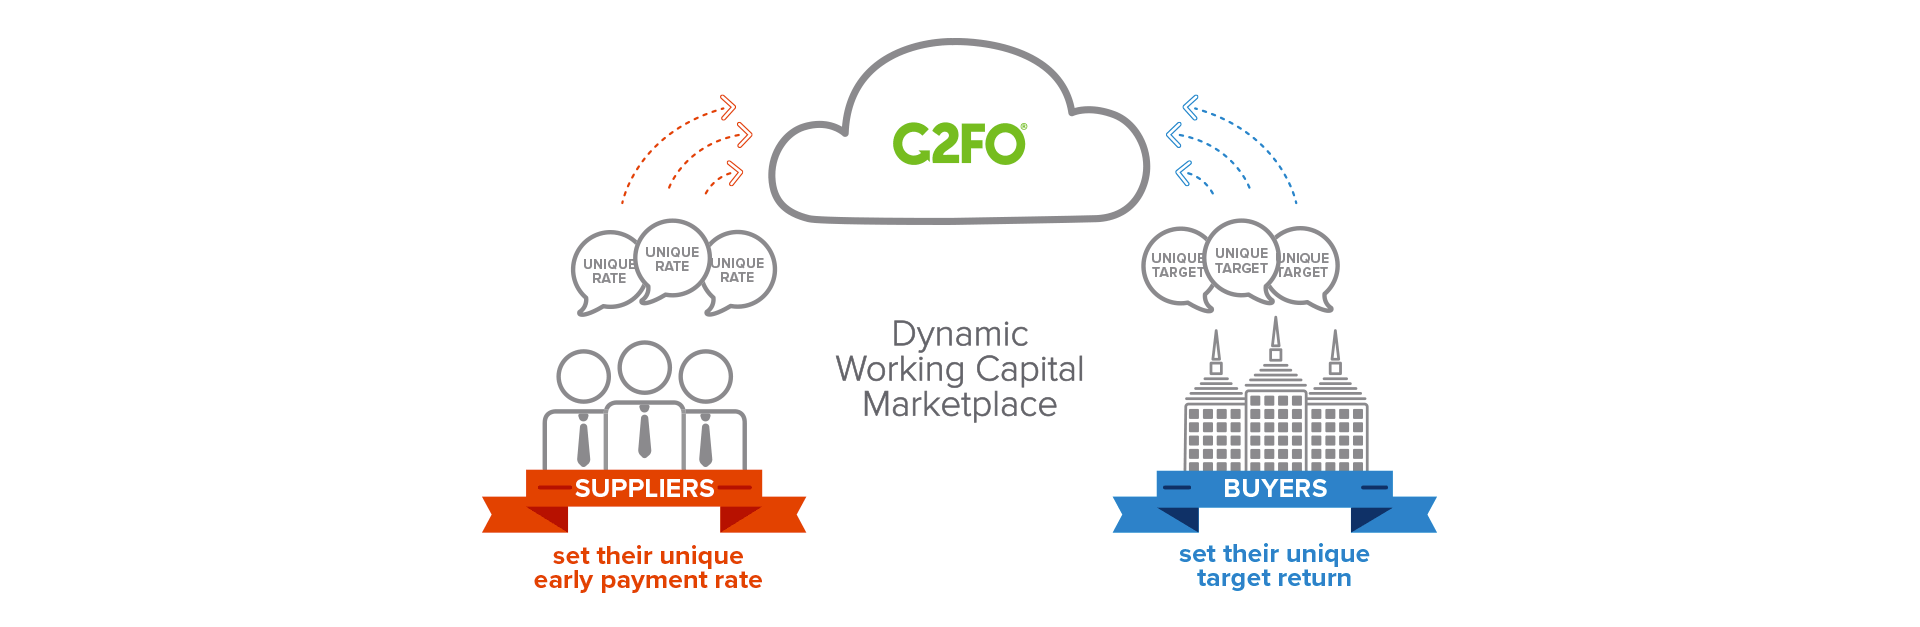 C2FO®
UNIQUE
RATE
UNIQUE
RATE
UNIQUE
RATE
UNIQUE
TARGET
UNIQUE
TARGET
UNIQUE
TARGET
Dynamic
Working Capital
Marketplace
SUPPLIERS
set their unique
early payment rate
BUYERS
set their unique
target return